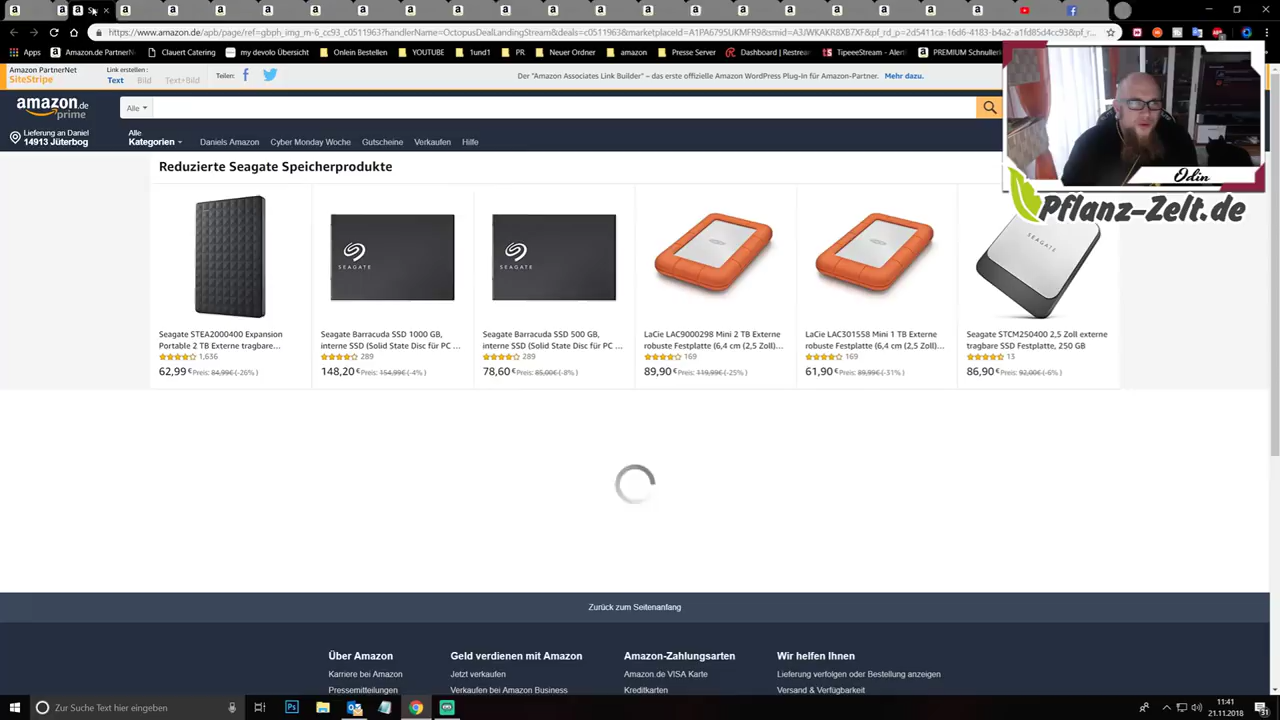 https://www.amazon.de/apb/page/ref=gbph_img_m-6_cc93_c0511963?handlerName=OctopusDealLandingStream&deals=c0511963&marketplaceId=A1PA6795UKMFR9&
Apps
Amazon.de PartnerNe
Clauert Catering
my devolo Übersicht
Onlein Bestellen
YOUTUBE
1und1
PR
Neuer Ordner
amazon
Presse Server
Dashboard | Restrea
TipeeeStream - Alert
PREMIUM Schnulleri
Amazon PartnerNet
SiteStripe
Link erstellen:
Text
Bild
Text+Bild
Teilen:
Der "Amazon Associates Link Builder" – das erste offizielle Amazon WordPress Plug-In für Amazon-Partner. Mehr dazu.
amazon.de
prime
Alle
Lieferung an Daniel
14913 Jüterbog
Alle
Kategorien
Daniels Amazon
Cyber Monday Woche
Gutscheine
Verkaufen
Hilfe
Odin
Pflanz-Zelt.de
Reduzierte Seagate Speicherprodukte
SEAGATE
SEAGATE
SEAGATE
Seagate STEA2000400 Expansion
Portable 2 TB Externe tragbare...
1,636
62,99€ Preis: 84,99€ (-26%)
Seagate Barracuda SSD 1000 GB,
interne SSD (Solid State Disc für PC ...
289
148,20€ Preis: 154,99€ (-4%)
Seagate Barracuda SSD 500 GB,
interne SSD (Solid State Disc für PC ...
289
78,60€ Preis: 85,00€ (-8%)
LaCie LAC9000298 Mini 2 TB Externe
robuste Festplatte (6,4 cm (2,5 Zoll)...
169
89,90€ Preis: 119,99€ (-25%)
LaCie LAC301558 Mini 1 TB Externe
robuste Festplatte (6,4 cm (2,5 Zoll)...
169
61,90€ Preis: 89,99€ (-31%)
Seagate STCM250400 2,5 Zoll externe
tragbare SSD Festplatte, 250 GB
13
86,90€ Preis: 92,00€ (-6%)
Zurück zum Seitenanfang
Über Amazon
Karriere bei Amazon
Pressemitteilungen
Geld verdienen mit Amazon
Jetzt verkaufen
Verkaufen bei Amazon Business
Amazon-Zahlungsarten
Amazon.de VISA Karte
Kreditkarten
Wir helfen Ihnen
Lieferung verfolgen oder Bestellung anzeigen
Versand & Verfügbarkeit
Zur Suche Text hier eingeben
11:41
21.11.2018